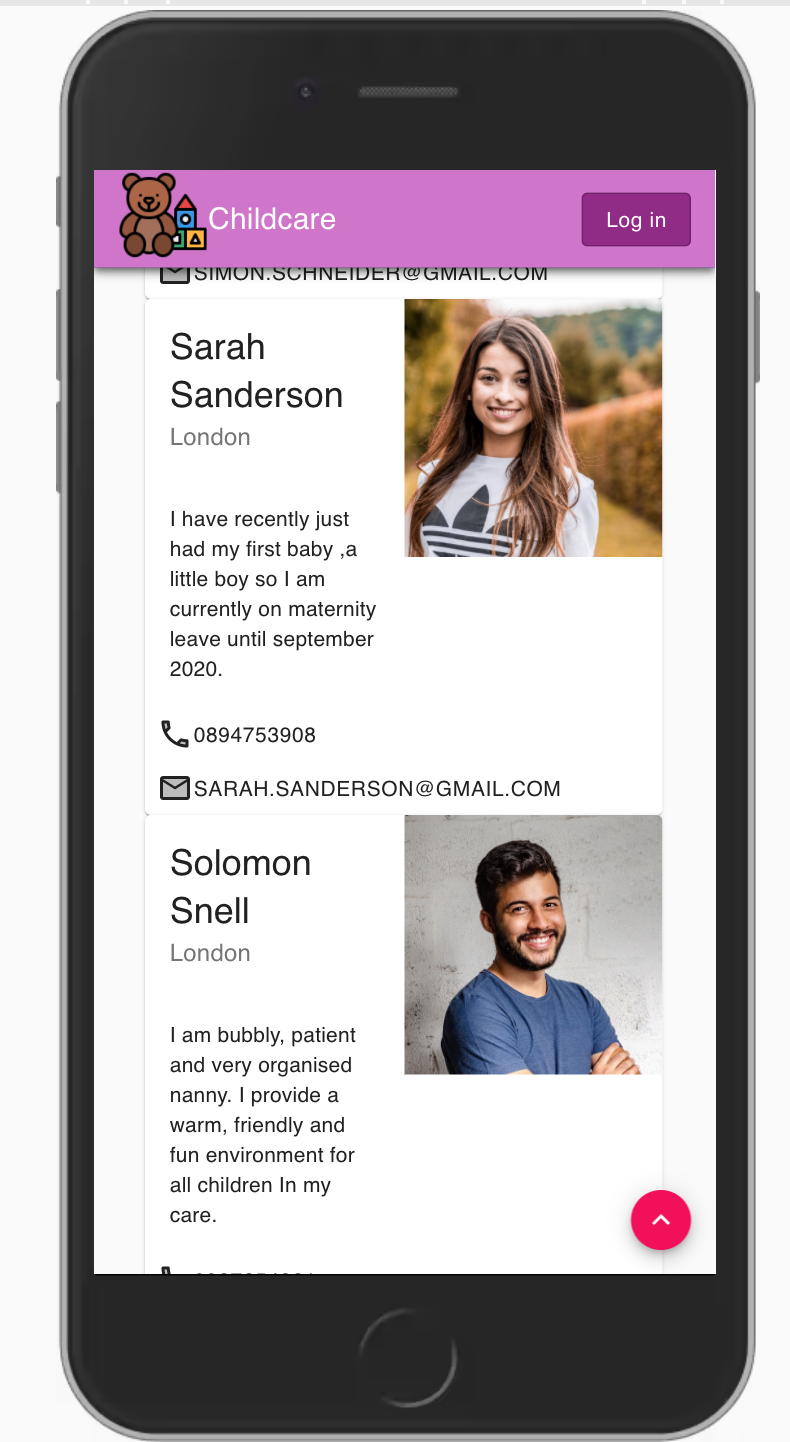 Childcare
Log in
SIMON.SCHNEIDER@GMAIL.COM
Sarah
Sanderson
London
I have recently just
had my first baby ,a
little boy so I am
currently on maternity
leave until september
2020.
0894753908
SARAH.SANDERSON@GMAIL.COM
Solomon
Snell
London
I am bubbly, patient
and very organised
nanny. I provide a
warm, friendly and
fun environment for
all children In my
care.